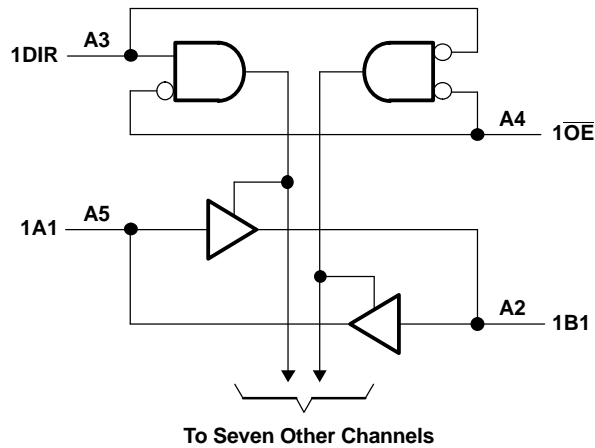 A3
1DIR
A4
1OE
A5
1A1
A2
1B1
To Seven Other Channels